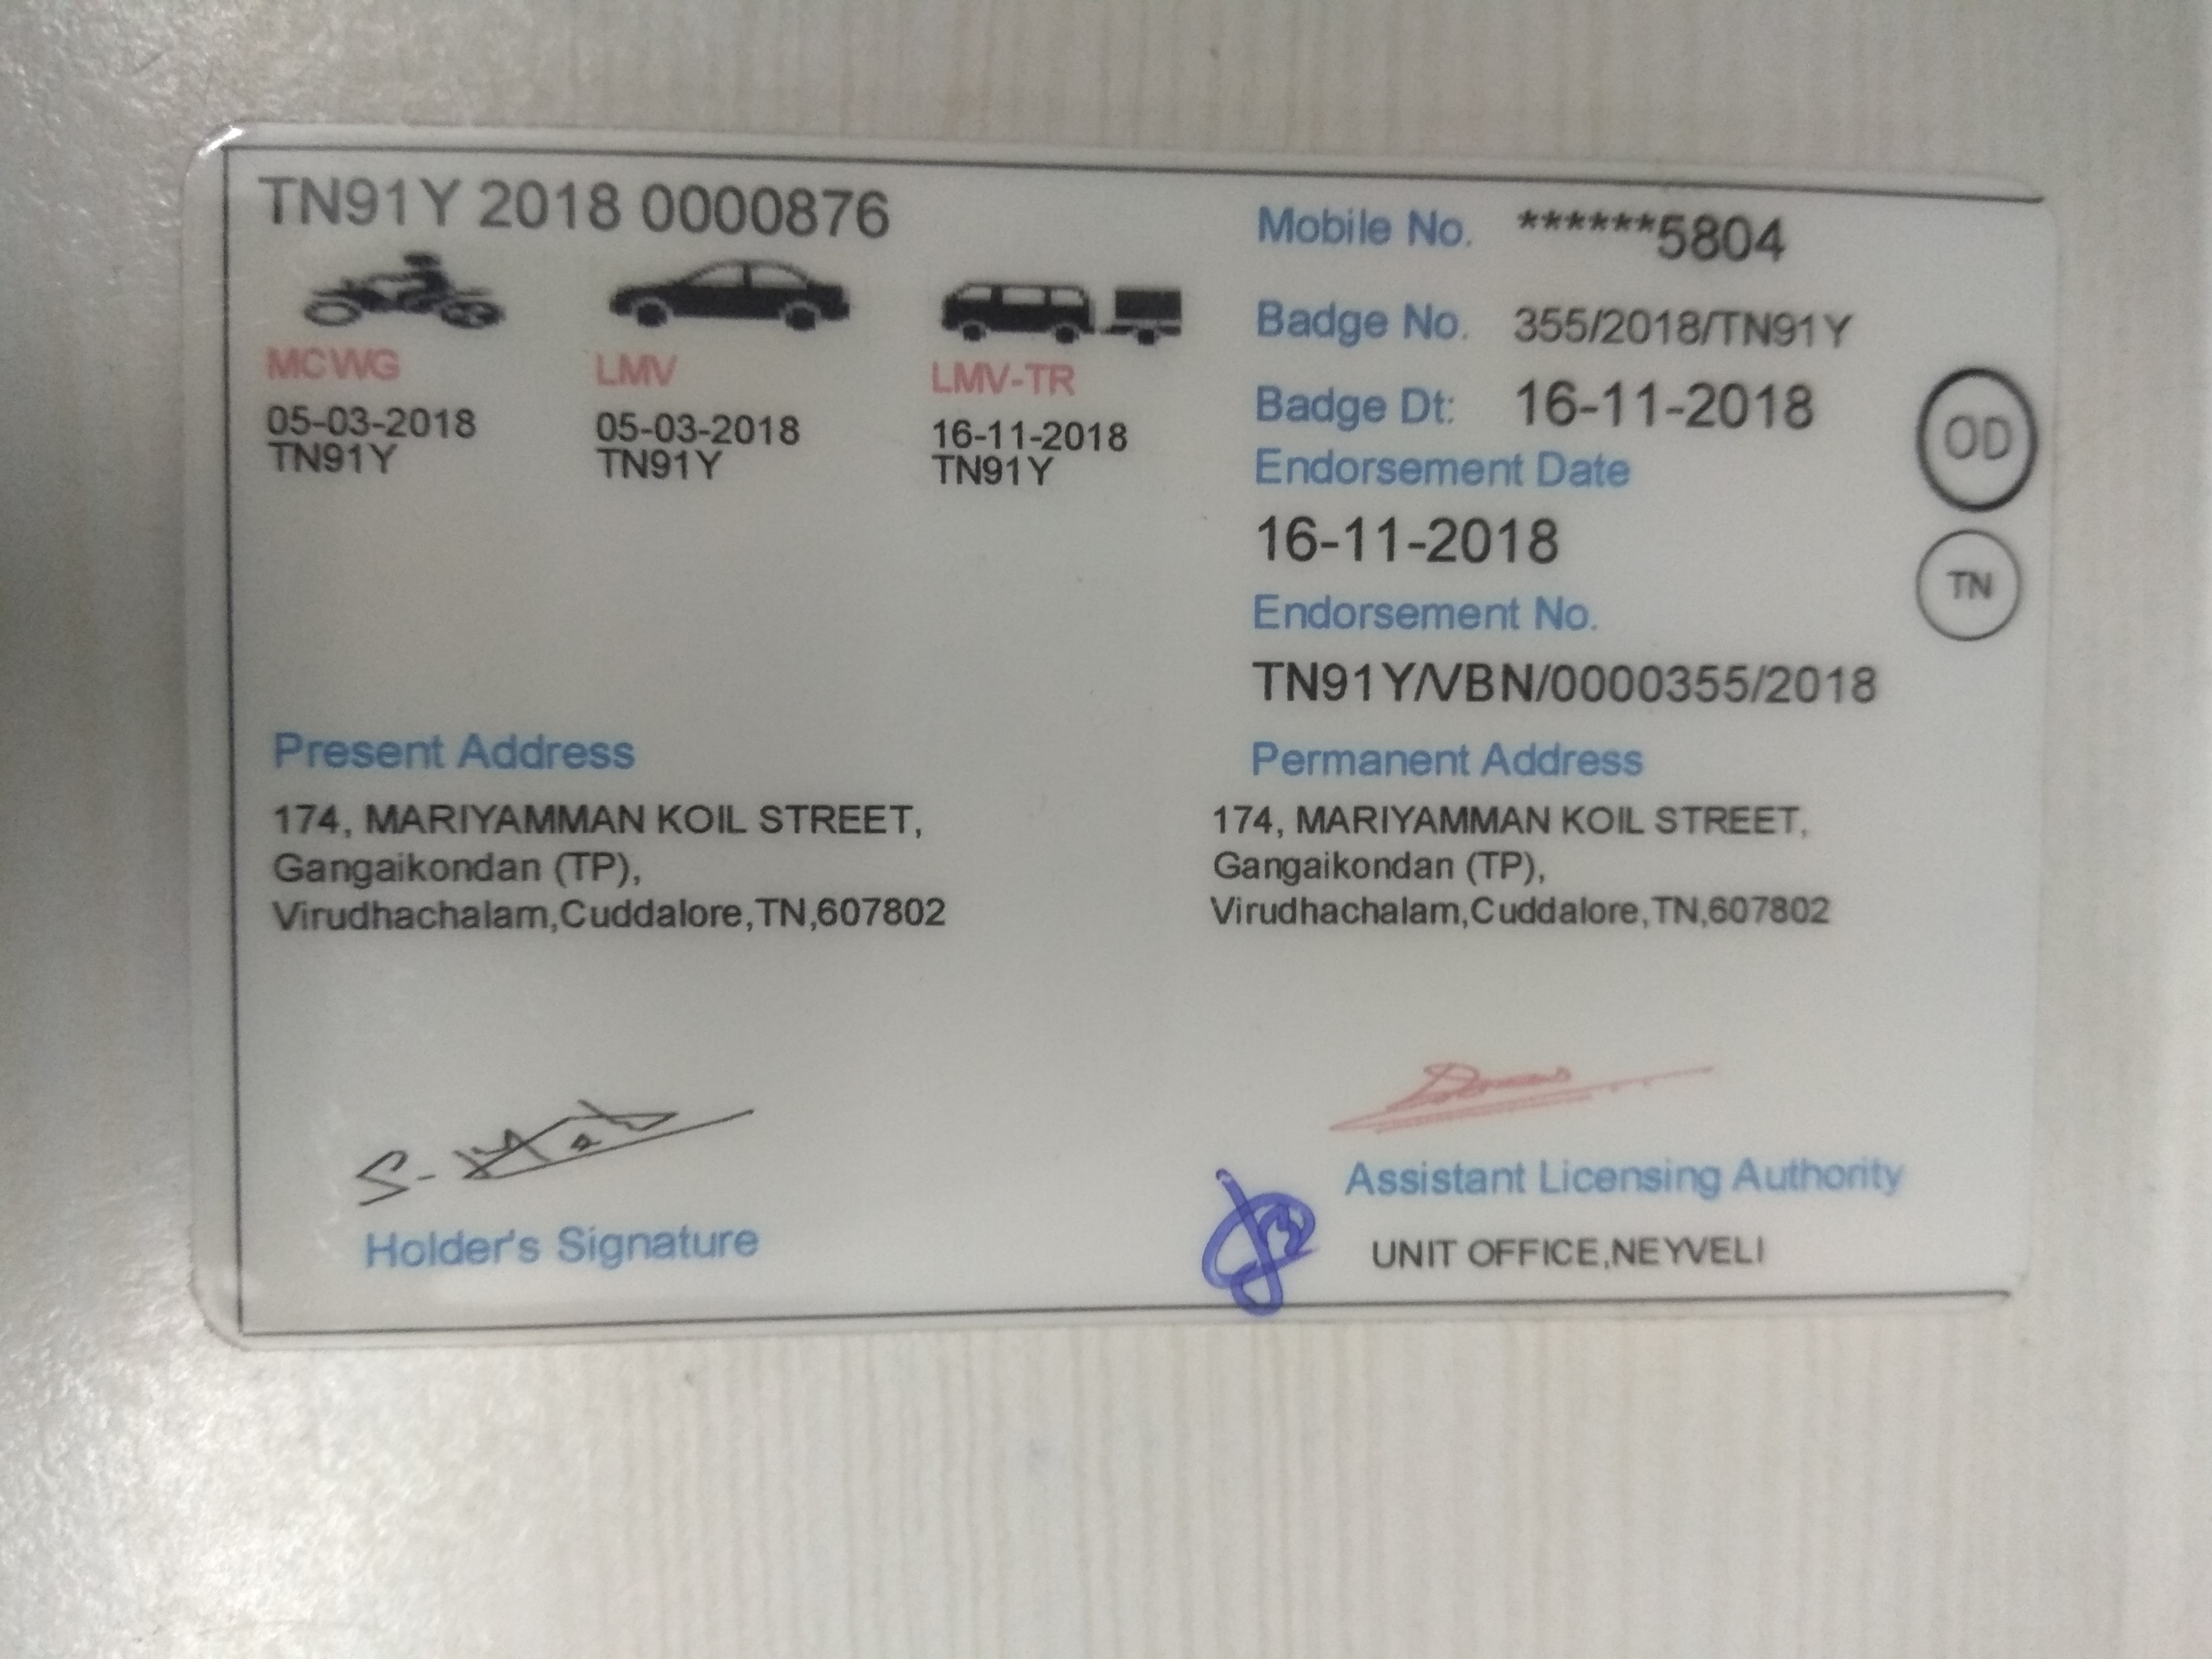 TN91Y 2018 0000876
MCWG
05-03-2018
TN91Y
LMV
05-03-2018
TN91Y
LMV-TR
16-11-2018
TN91Y
Mobile No. ******5804
Badge No. 355/2018/TN91Y
Badge Dt: 16-11-2018
Endorsement Date
16-11-2018
Endorsement No.
TN91Y/VBN/0000355/2018
OD
TN
Present Address
174, MARIYAMMAN KOIL STREET,
Gangaikondan (TP),
Virudhachalam,Cuddalore,TN,607802
Permanent Address
174, MARIYAMMAN KOIL STREET,
Gangaikondan (TP),
Virudhachalam,Cuddalore,TN,607802
Holder's Signature
Assistant Licensing Authority
UNIT OFFICE,NEYVELI